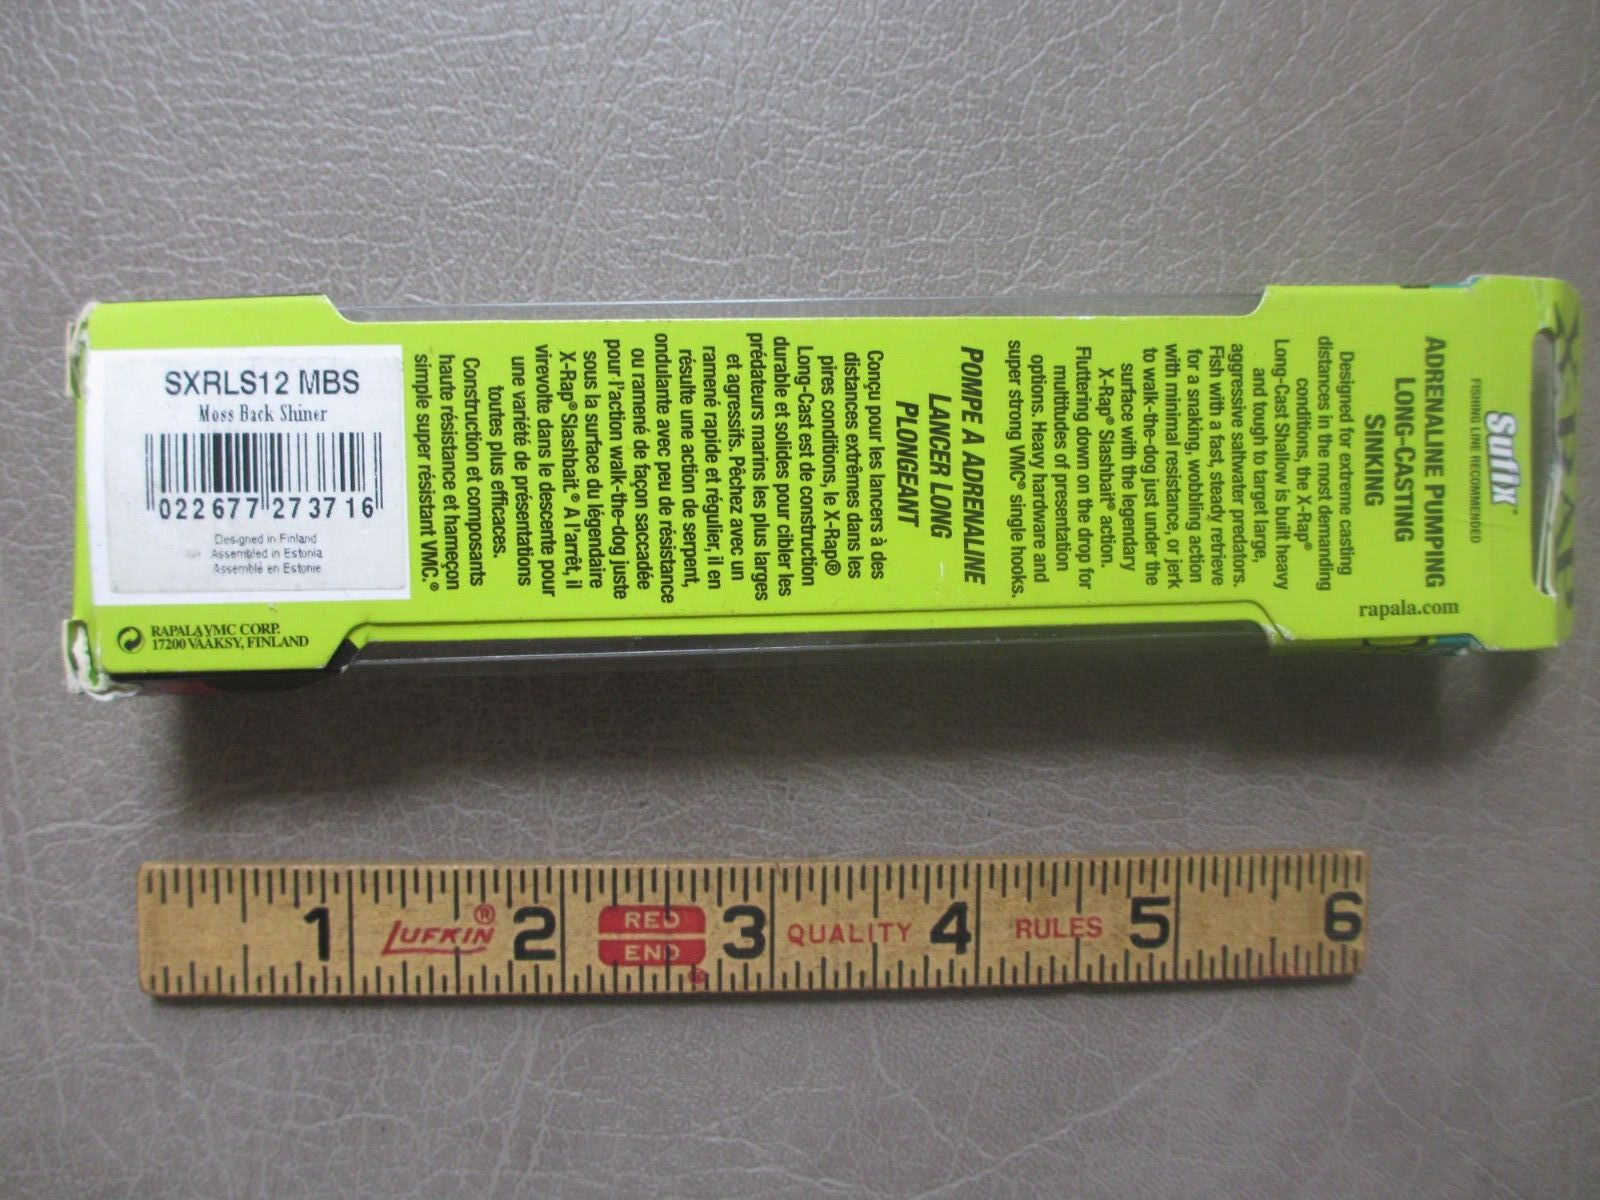 Sufix®
FISHING LINE RECOMMENDED
ADRENALINE PUMPING
LONG-CASTING
SINKING
Designed for extreme casting
distances in the most demanding
conditions, the X-Rap®
Long-Cast Shallow is built heavy
and tough to target large,
aggressive saltwater predators.
Fish with a fast, steady retrieve
for a snaking, wobbling action
with minimal resistance, or jerk
to walk-the-dog just under the
surface with the legendary
X-Rap® Slashbait® action.
Fluttering down on the drop for
multitudes of presentation
options. Heavy hardware and
super strong VMC® single hooks.
POMPE A ADRENALINE
LANCER LONG
PLONGEANT
Conçu pour les lancers à des
distances extrêmes dans les
pires conditions, le X-Rap®
Long-Cast est de construction
durable et solides pour cibler les
prédateurs marins les plus larges
et agressifs. Pêchez avec un
ramené rapide et régulier, il en
résulte une action de serpent,
ondulante avec peu de résistance
ou ramené de façon saccadée
pour l'action walk-the-dog juste
sous la surface du légendaire
X-Rap® Slashbait.® A l'arrêt, il
virevolte dans le descente pour
une variété de présentations
toutes plus efficaces.
Construction et composants
haute résistance et hameçon
simple super résistant VMC.®
rapala.com
SXRLS12 MBS
Moss Back Shiner
022677273716
Designed in Finland
Assembled in Estonia
Assemblé en Estonie
RAPALA VMC CORP.
17200 VÄÄKSY, FINLAND
1 LUFKIN® 2 RED END 3 QUALITY 4 RULES 5 6